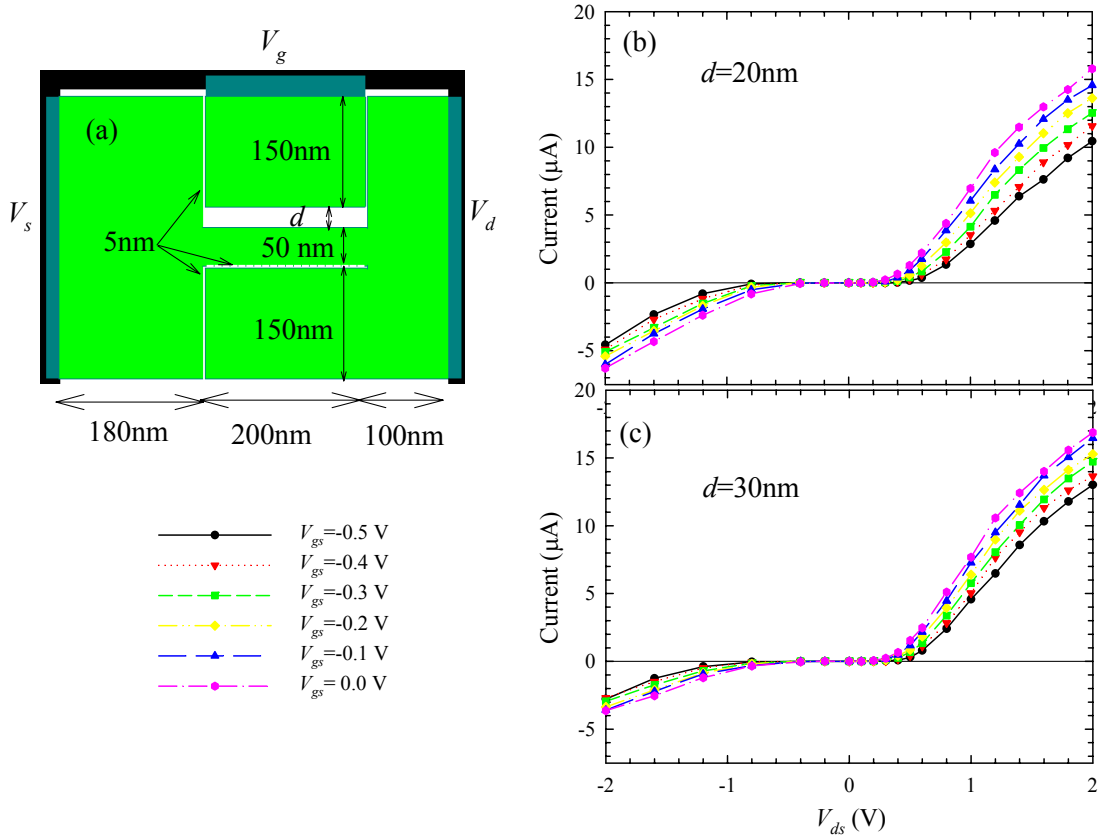 V_g
(a)
150nm
V_s
d
V_d
5nm
50 nm
150nm
180nm
200nm
100nm
V_gs=-0.5 V
V_gs=-0.4 V
V_gs=-0.3 V
V_gs=-0.2 V
V_gs=-0.1 V
V_gs= 0.0 V
(b)
d=20nm
20
15
10
5
0
-5
Current (μA)
(c)
d=30nm
20
15
10
5
0
-5
Current (μA)
-2
-1
0
1
2
V_ds (V)